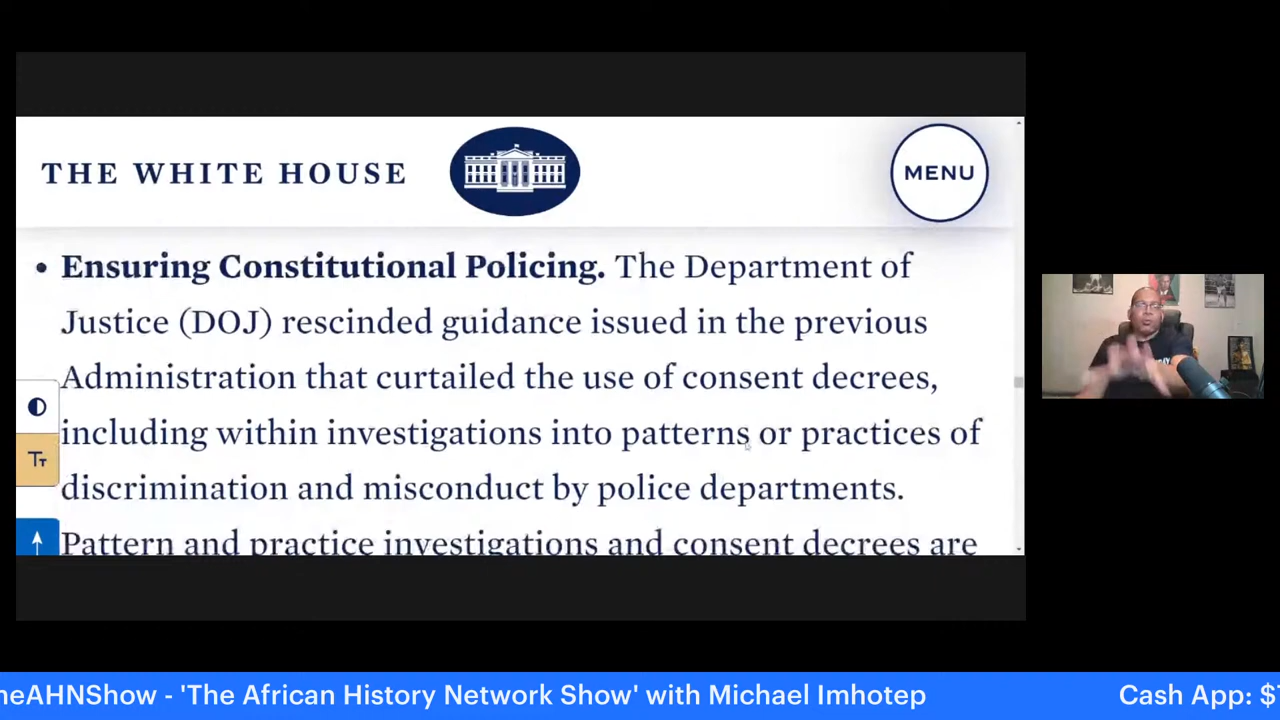 THE WHITE HOUSE
MENU
• Ensuring Constitutional Policing. The Department of
Justice (DOJ) rescinded guidance issued in the previous
Administration that curtailed the use of consent decrees,
including within investigations into patterns or practices of
discrimination and misconduct by police departments.
Pattern and practice investigations and consent decrees are
TT
heAHNShow - 'The African History Network Show' with Michael Imhotep
Cash App: $